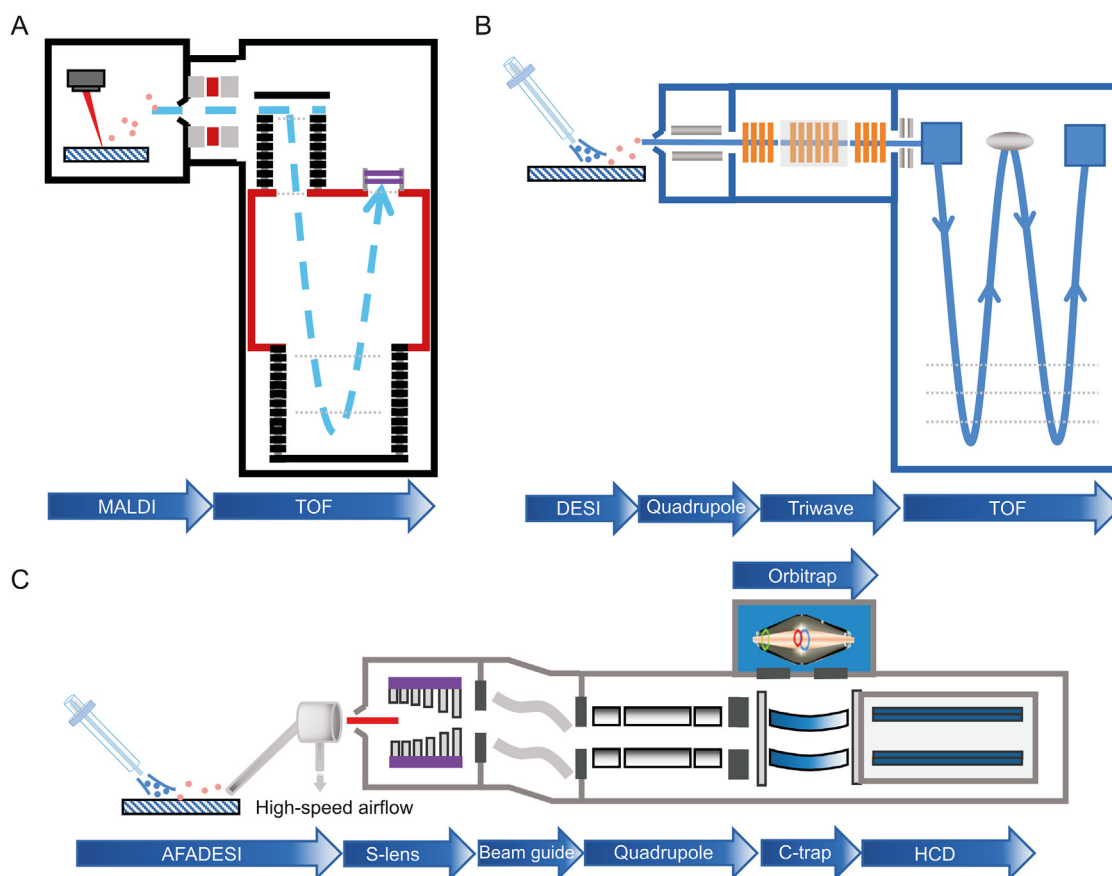 A
B
MALDI
TOF
DESI
Quadrupole
Triwave
TOF
C
Orbitrap
High-speed airflow
AFADESI
S-lens
Beam guide
Quadrupole
C-trap
HCD